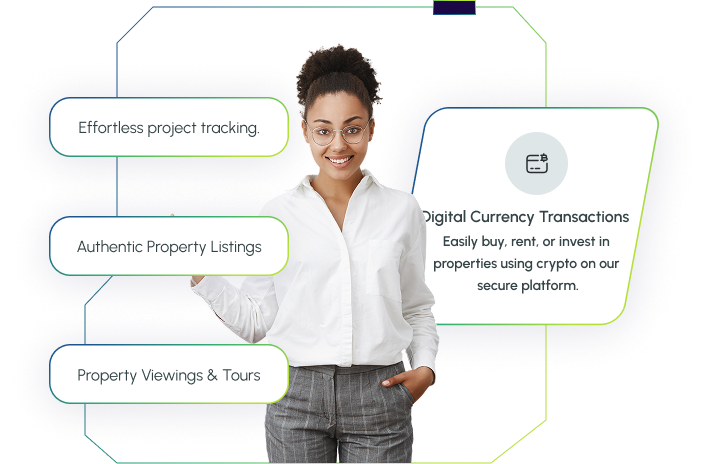 Effortless project tracking.
Authentic Property Listings
Property Viewings & Tours
Digital Currency Transactions
Easily buy, rent, or invest in
properties using crypto on our
secure platform.